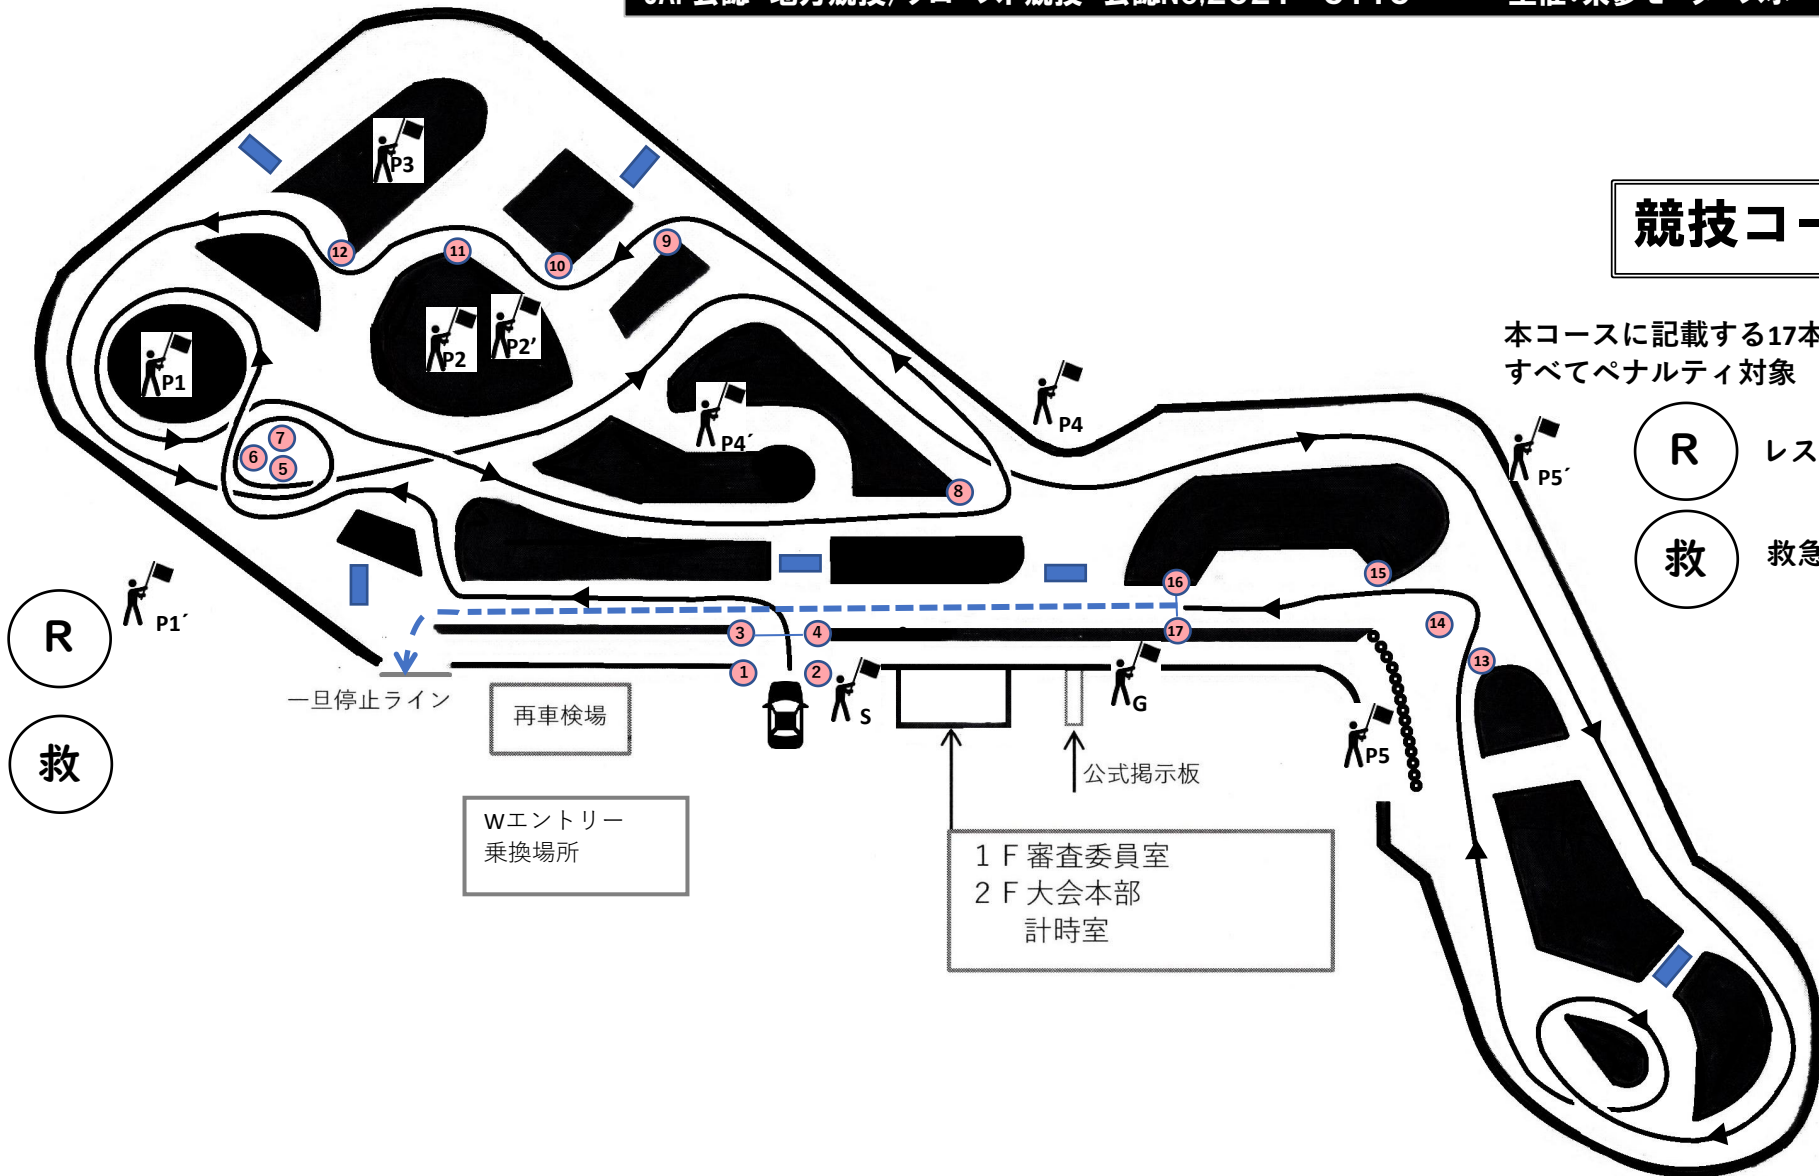 競技コー
本コースに記載する17本
すべてペナルティ対象
R
レス
救
救急
P3
P2
P2’
P1
P4´
P4
P5´
P1´
R
救
12
11
10
9
7
6
5
8
16
15
3
4
17
14
1
2
13
S
G
P5
一旦停止ライン
再車検場
公式掲示板
Wエントリー
乗換場所
1F審査委員室
2F大会本部
計時室